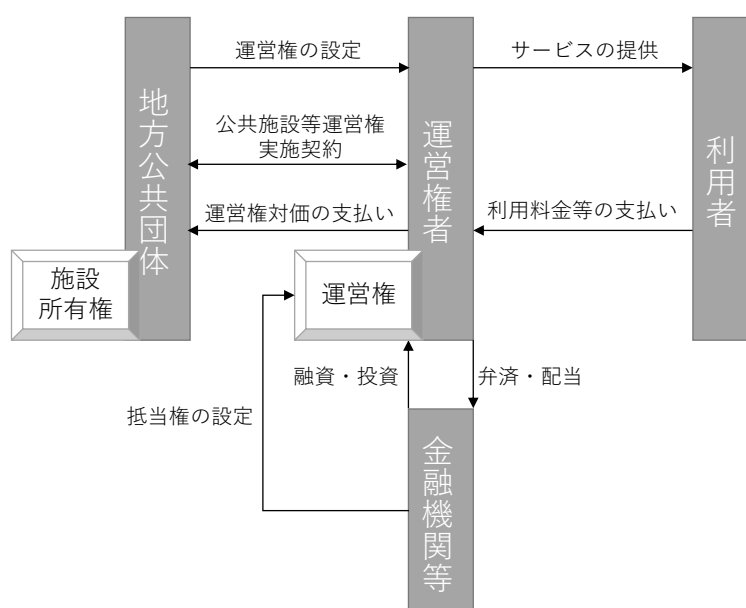 運営権の設定
サービスの提供
地方公共団体
公共施設等運営権
実施契約
運営権者
利用者
運営権対価の支払い
利用料金等の支払い
施設
所有権
運営権
融資・投資
弁済・配当
抵当権の設定
金融機関等